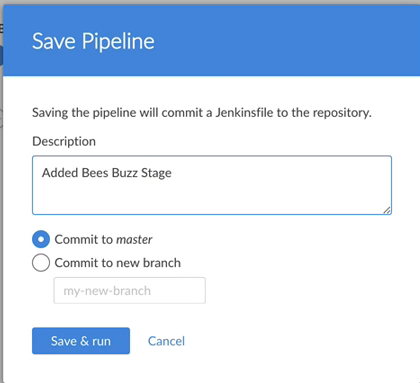 Save Pipeline
Saving the pipeline will commit a Jenkinsfile to the repository.
Description
Added Bees Buzz Stage
Commit to master
Commit to new branch
my-new-branch
Save & run Cancel